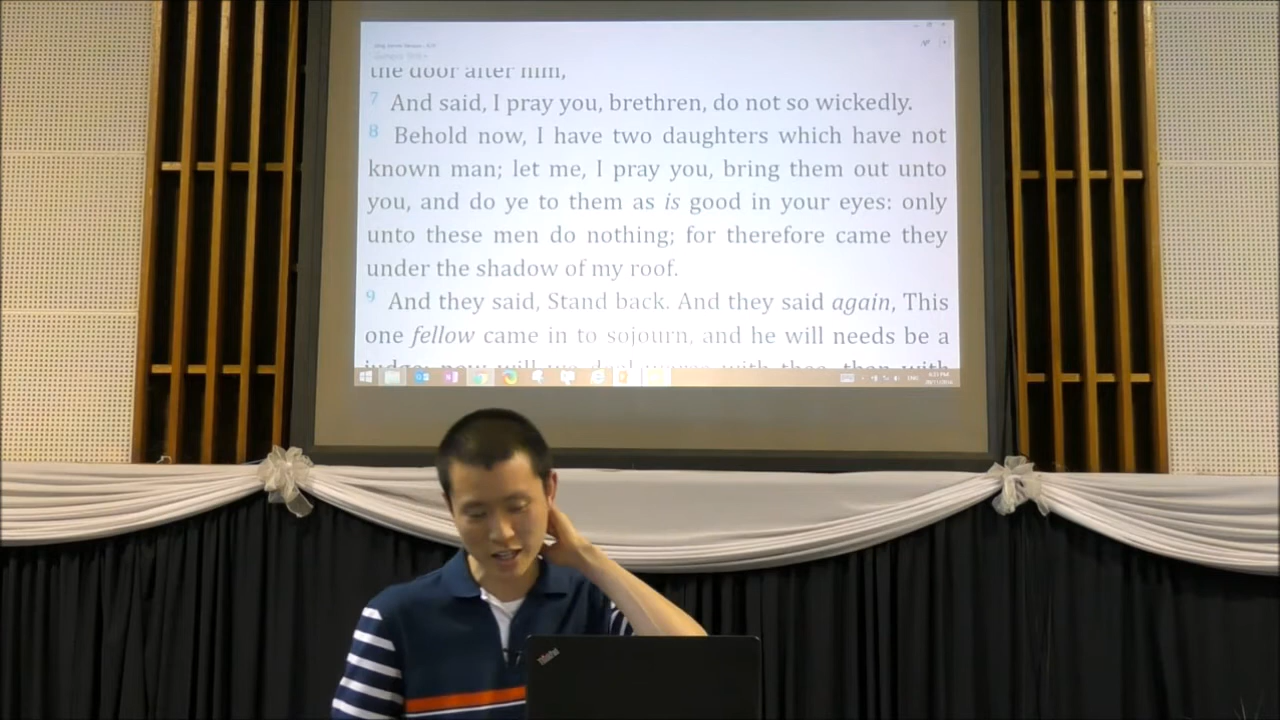 the door after him,
7 And said, I pray you, brethren, do not so wickedly.
8 Behold now, I have two daughters which have not
known man; let me, I pray you, bring them out unto
you, and do ye to them as is good in your eyes: only
unto these men do nothing; for therefore came they
under the shadow of my roof.
9 And they said, Stand back. And they said again, This
one fellow came in to sojourn, and he will needs be a
ThinkPad